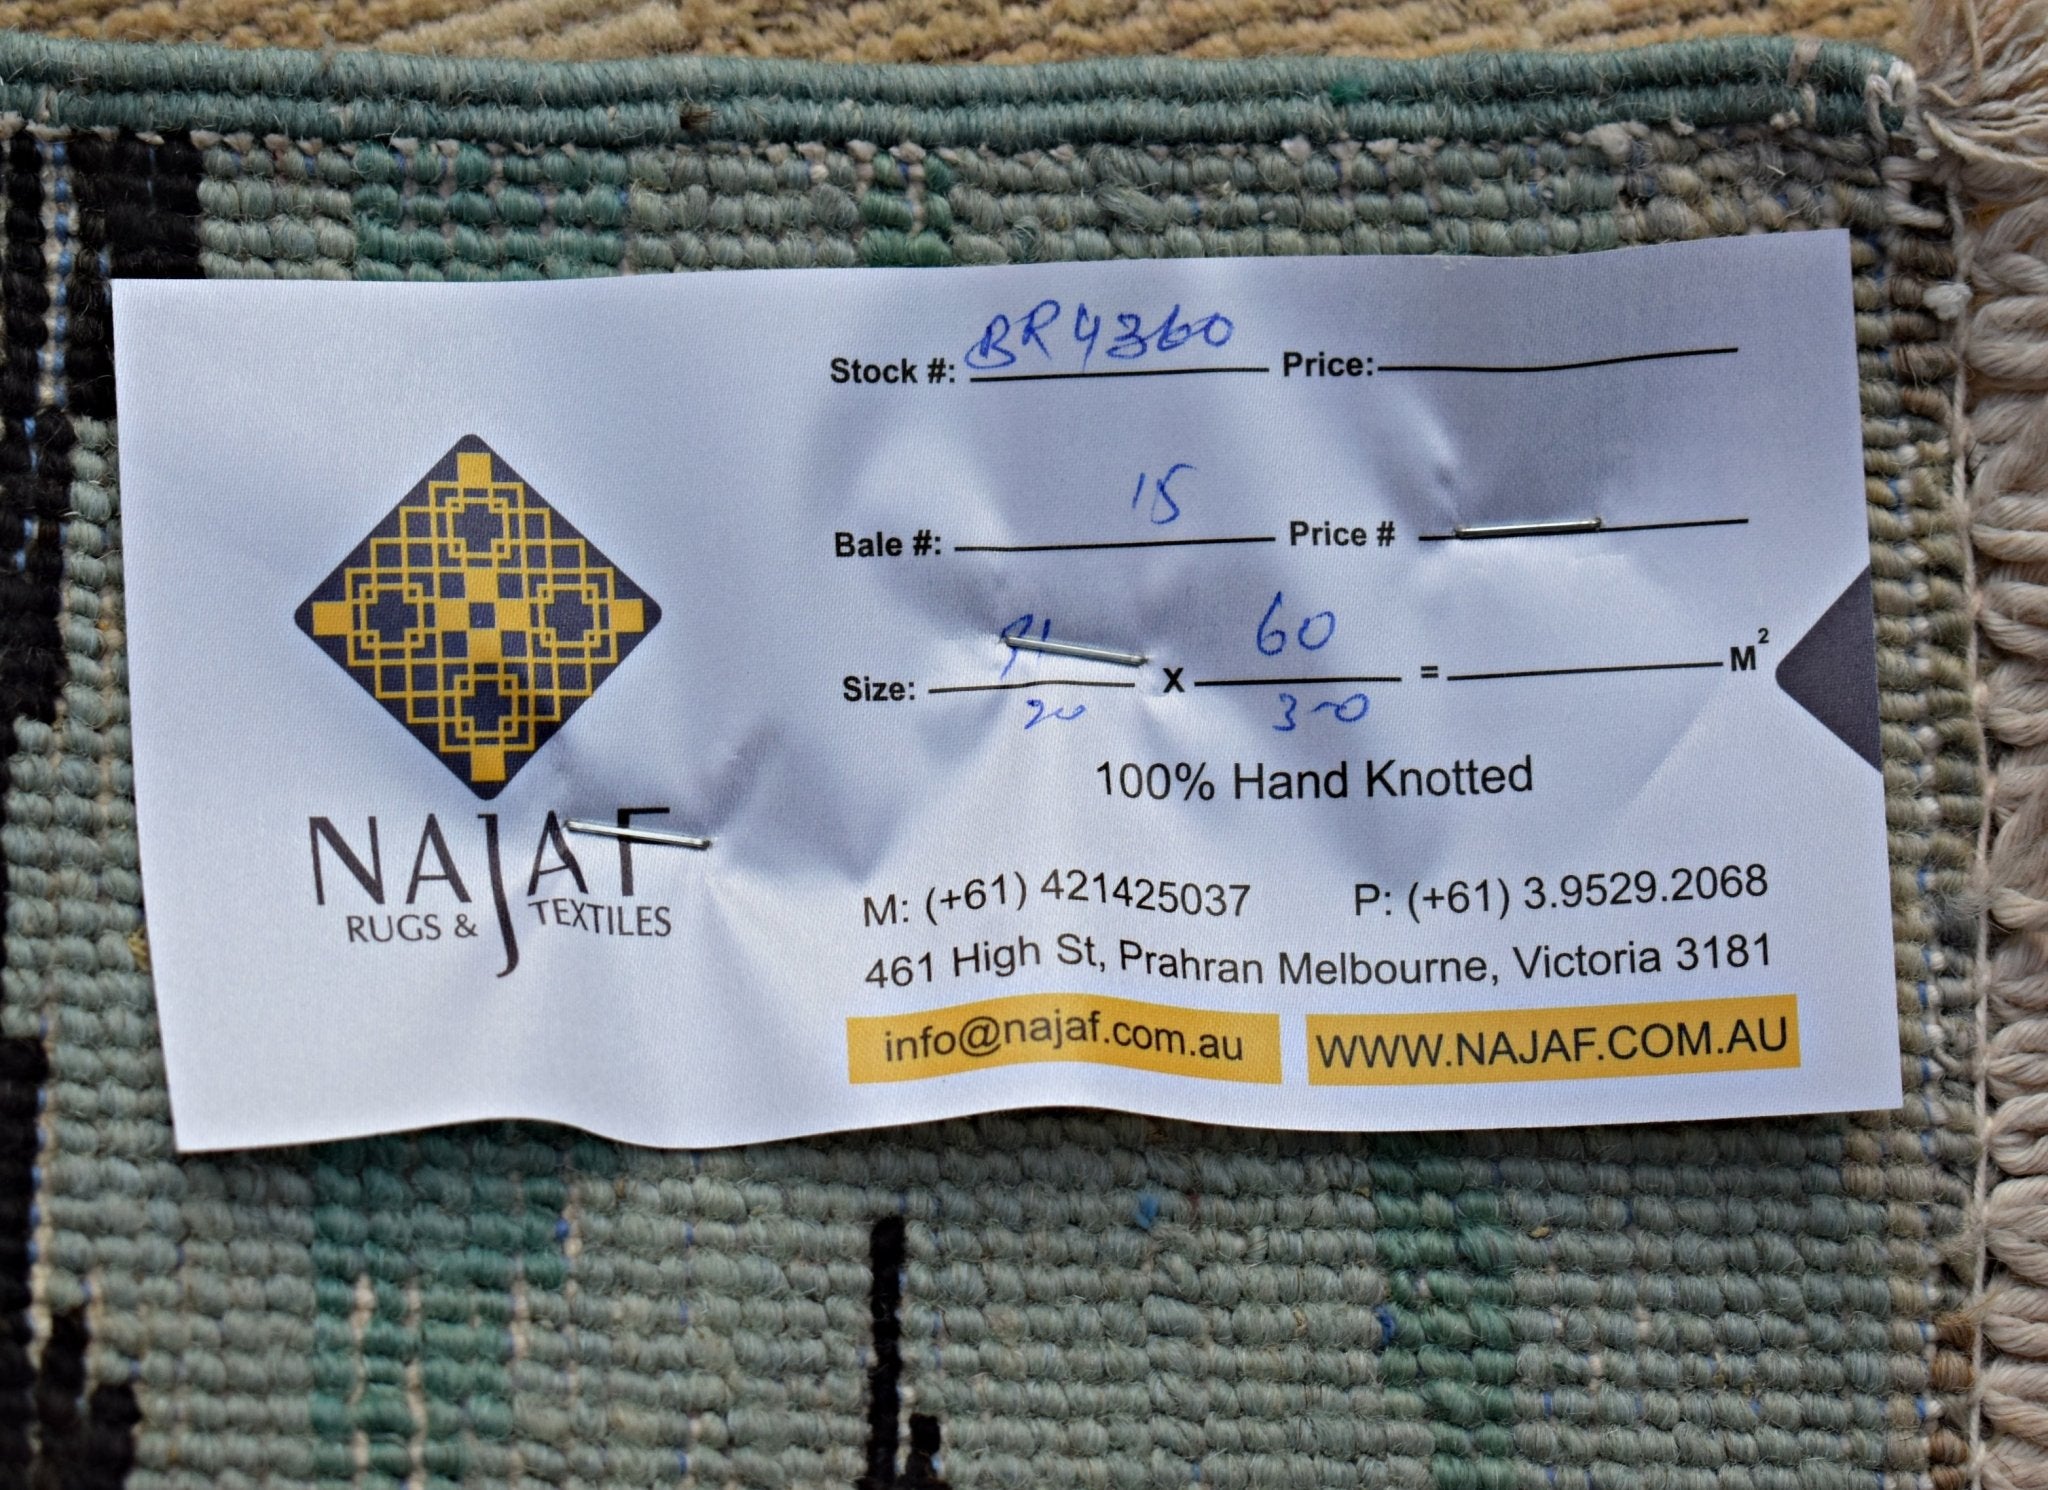 Stock #: BR4360 Price:
Bale #: 15 Price #
Size: 91 X 60 = M²
20 3-0
100% Hand Knotted
NAJAF
RUGS & TEXTILES
M: (+61) 421425037 P: (+61) 3.9529.2068
461 High St, Prahran Melbourne, Victoria 3181
info@najaf.com.au WWW.NAJAF.COM.AU